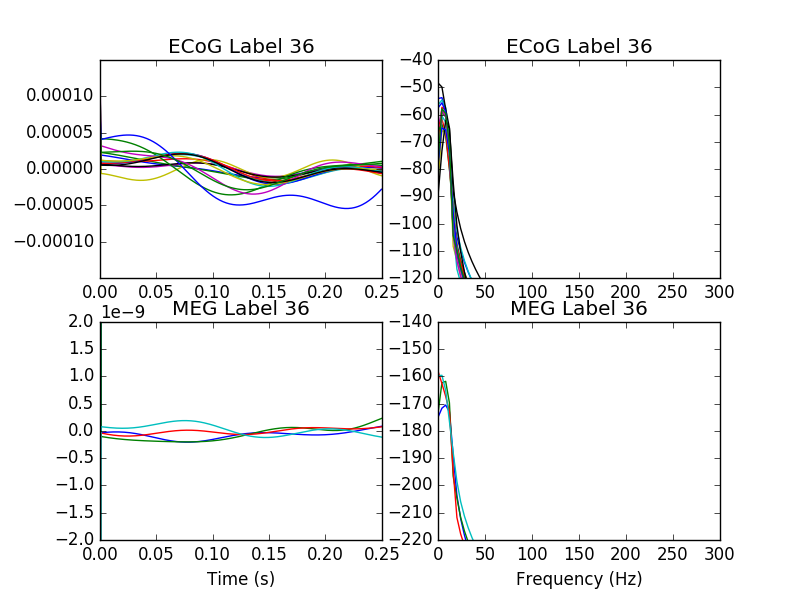 ECoG Label 36
0.00010
0.00005
0.00000
−0.00005
−0.00010
0.00 0.05 0.10 0.15 0.20 0.25
ECoG Label 36
−40
−50
−60
−70
−80
−90
−100
−110
−120
0 50 100 150 200 250 300
MEG Label 36
1e−9
2.0
1.5
1.0
0.5
0.0
−0.5
−1.0
−1.5
−2.0
0.00 0.05 0.10 0.15 0.20 0.25
Time (s)
MEG Label 36
−140
−150
−160
−170
−180
−190
−200
−210
−220
0 50 100 150 200 250 300
Frequency (Hz)